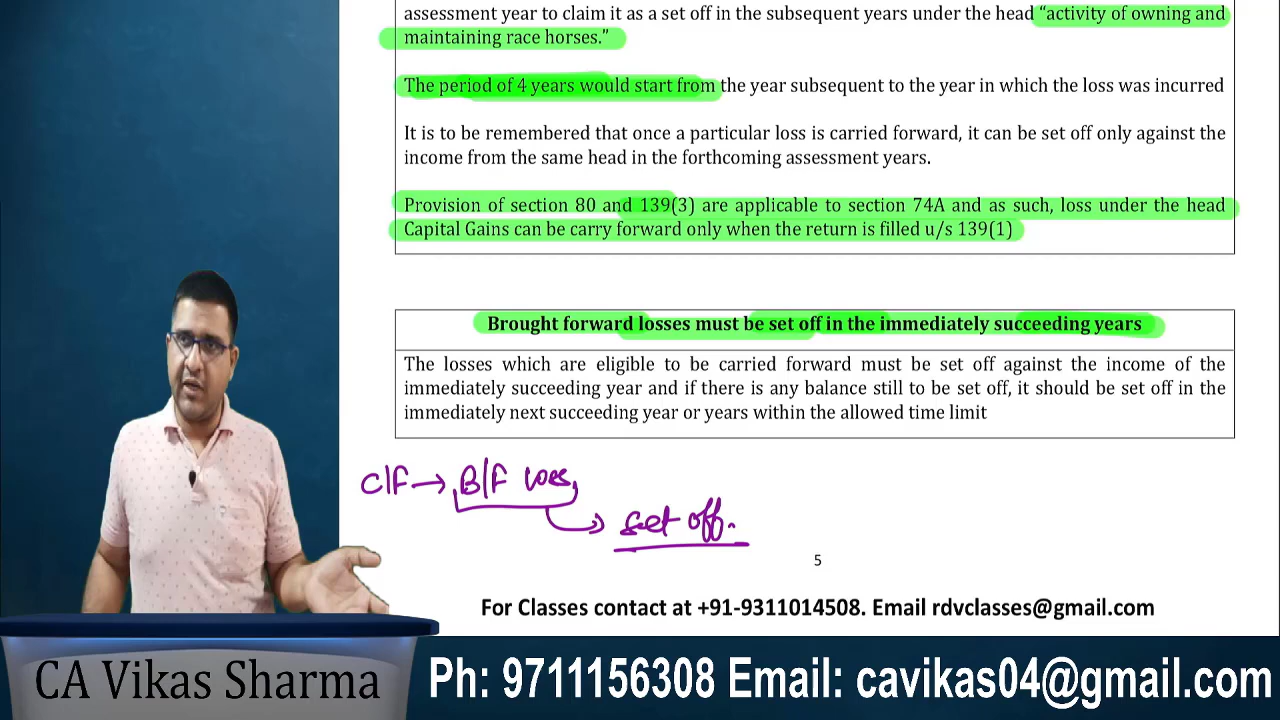 assessment year to claim it as a set off in the subsequent years under the head “activity of owning and
maintaining race horses.”
The period of 4 years would start from the year subsequent to the year in which the loss was incurred
It is to be remembered that once a particular loss is carried forward, it can be set off only against the
income from the same head in the forthcoming assessment years.
Provision of section 80 and 139(3) are applicable to section 74A and as such, loss under the head
Capital Gains can be carry forward only when the return is filled u/s 139(1)
Brought forward losses must be set off in the immediately succeeding years
The losses which are eligible to be carried forward must be set off against the income of the
immediately succeeding year and if there is any balance still to be set off, it should be set off in the
immediately next succeeding year or years within the allowed time limit
C/F → B/F loss
set off.
5
For Classes contact at +91-9311014508. Email rdvclasses@gmail.com
CA Vikas Sharma
Ph: 9711156308 Email: cavikas04@gmail.com